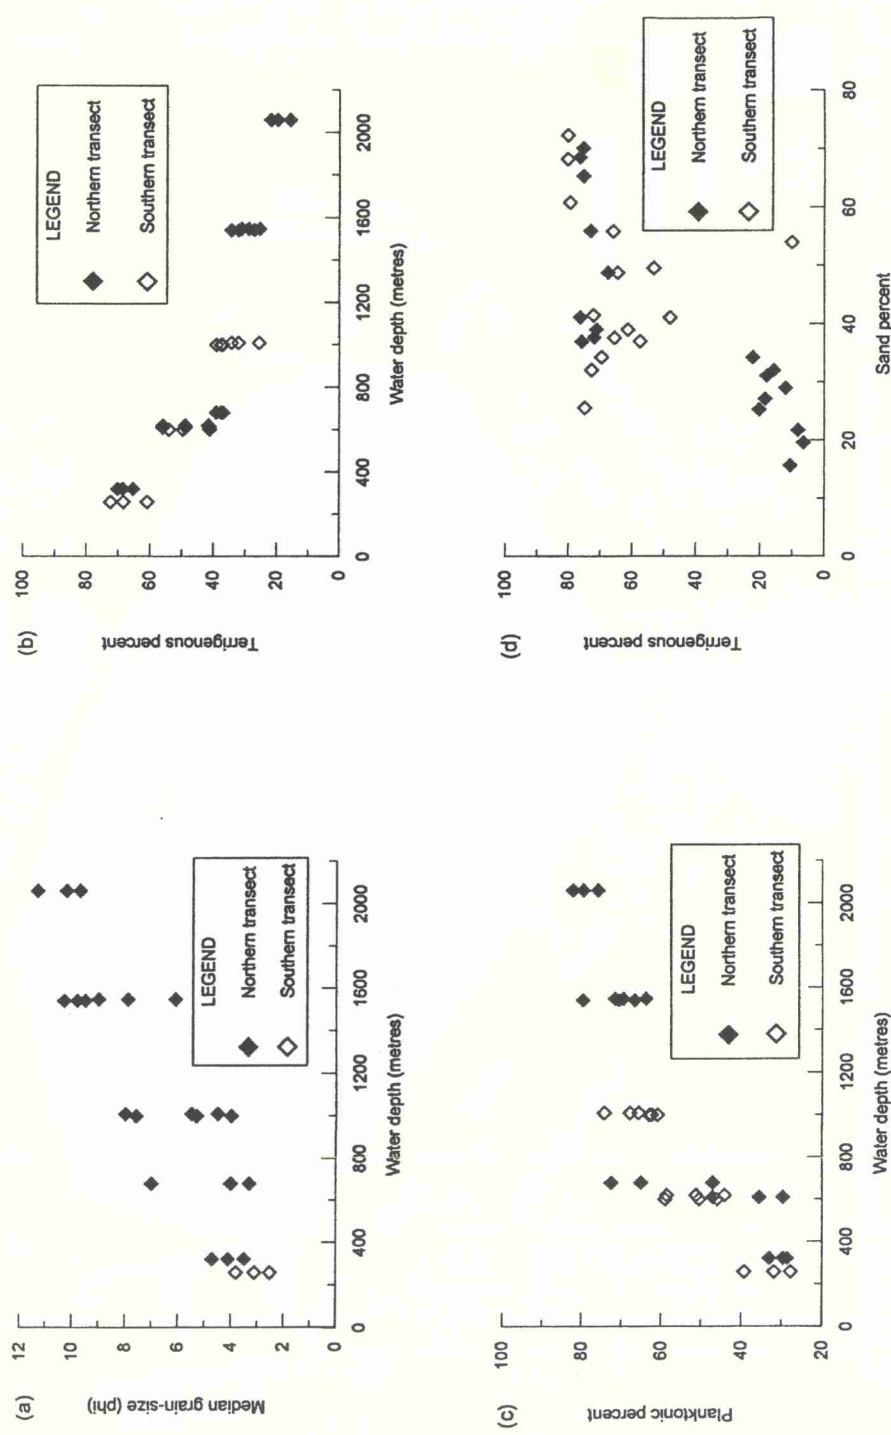 (a)
Median grain-size (phi)
12
10
8
6
4
2
0
0
400
800
1200
1600
2000
Water depth (metres)
LEGEND
Northern transect
Southern transect
(b)
Terrigenous percent
100
80
60
40
20
0
0
400
800
1200
1600
2000
Water depth (metres)
LEGEND
Northern transect
Southern transect
(c)
Planktonic percent
100
80
60
40
20
0
400
800
1200
1600
2000
Water depth (metres)
LEGEND
Northern transect
Southern transect
(d)
Terrigenous percent
100
80
60
40
20
0
0
20
40
60
80
Sand percent
LEGEND
Northern transect
Southern transect